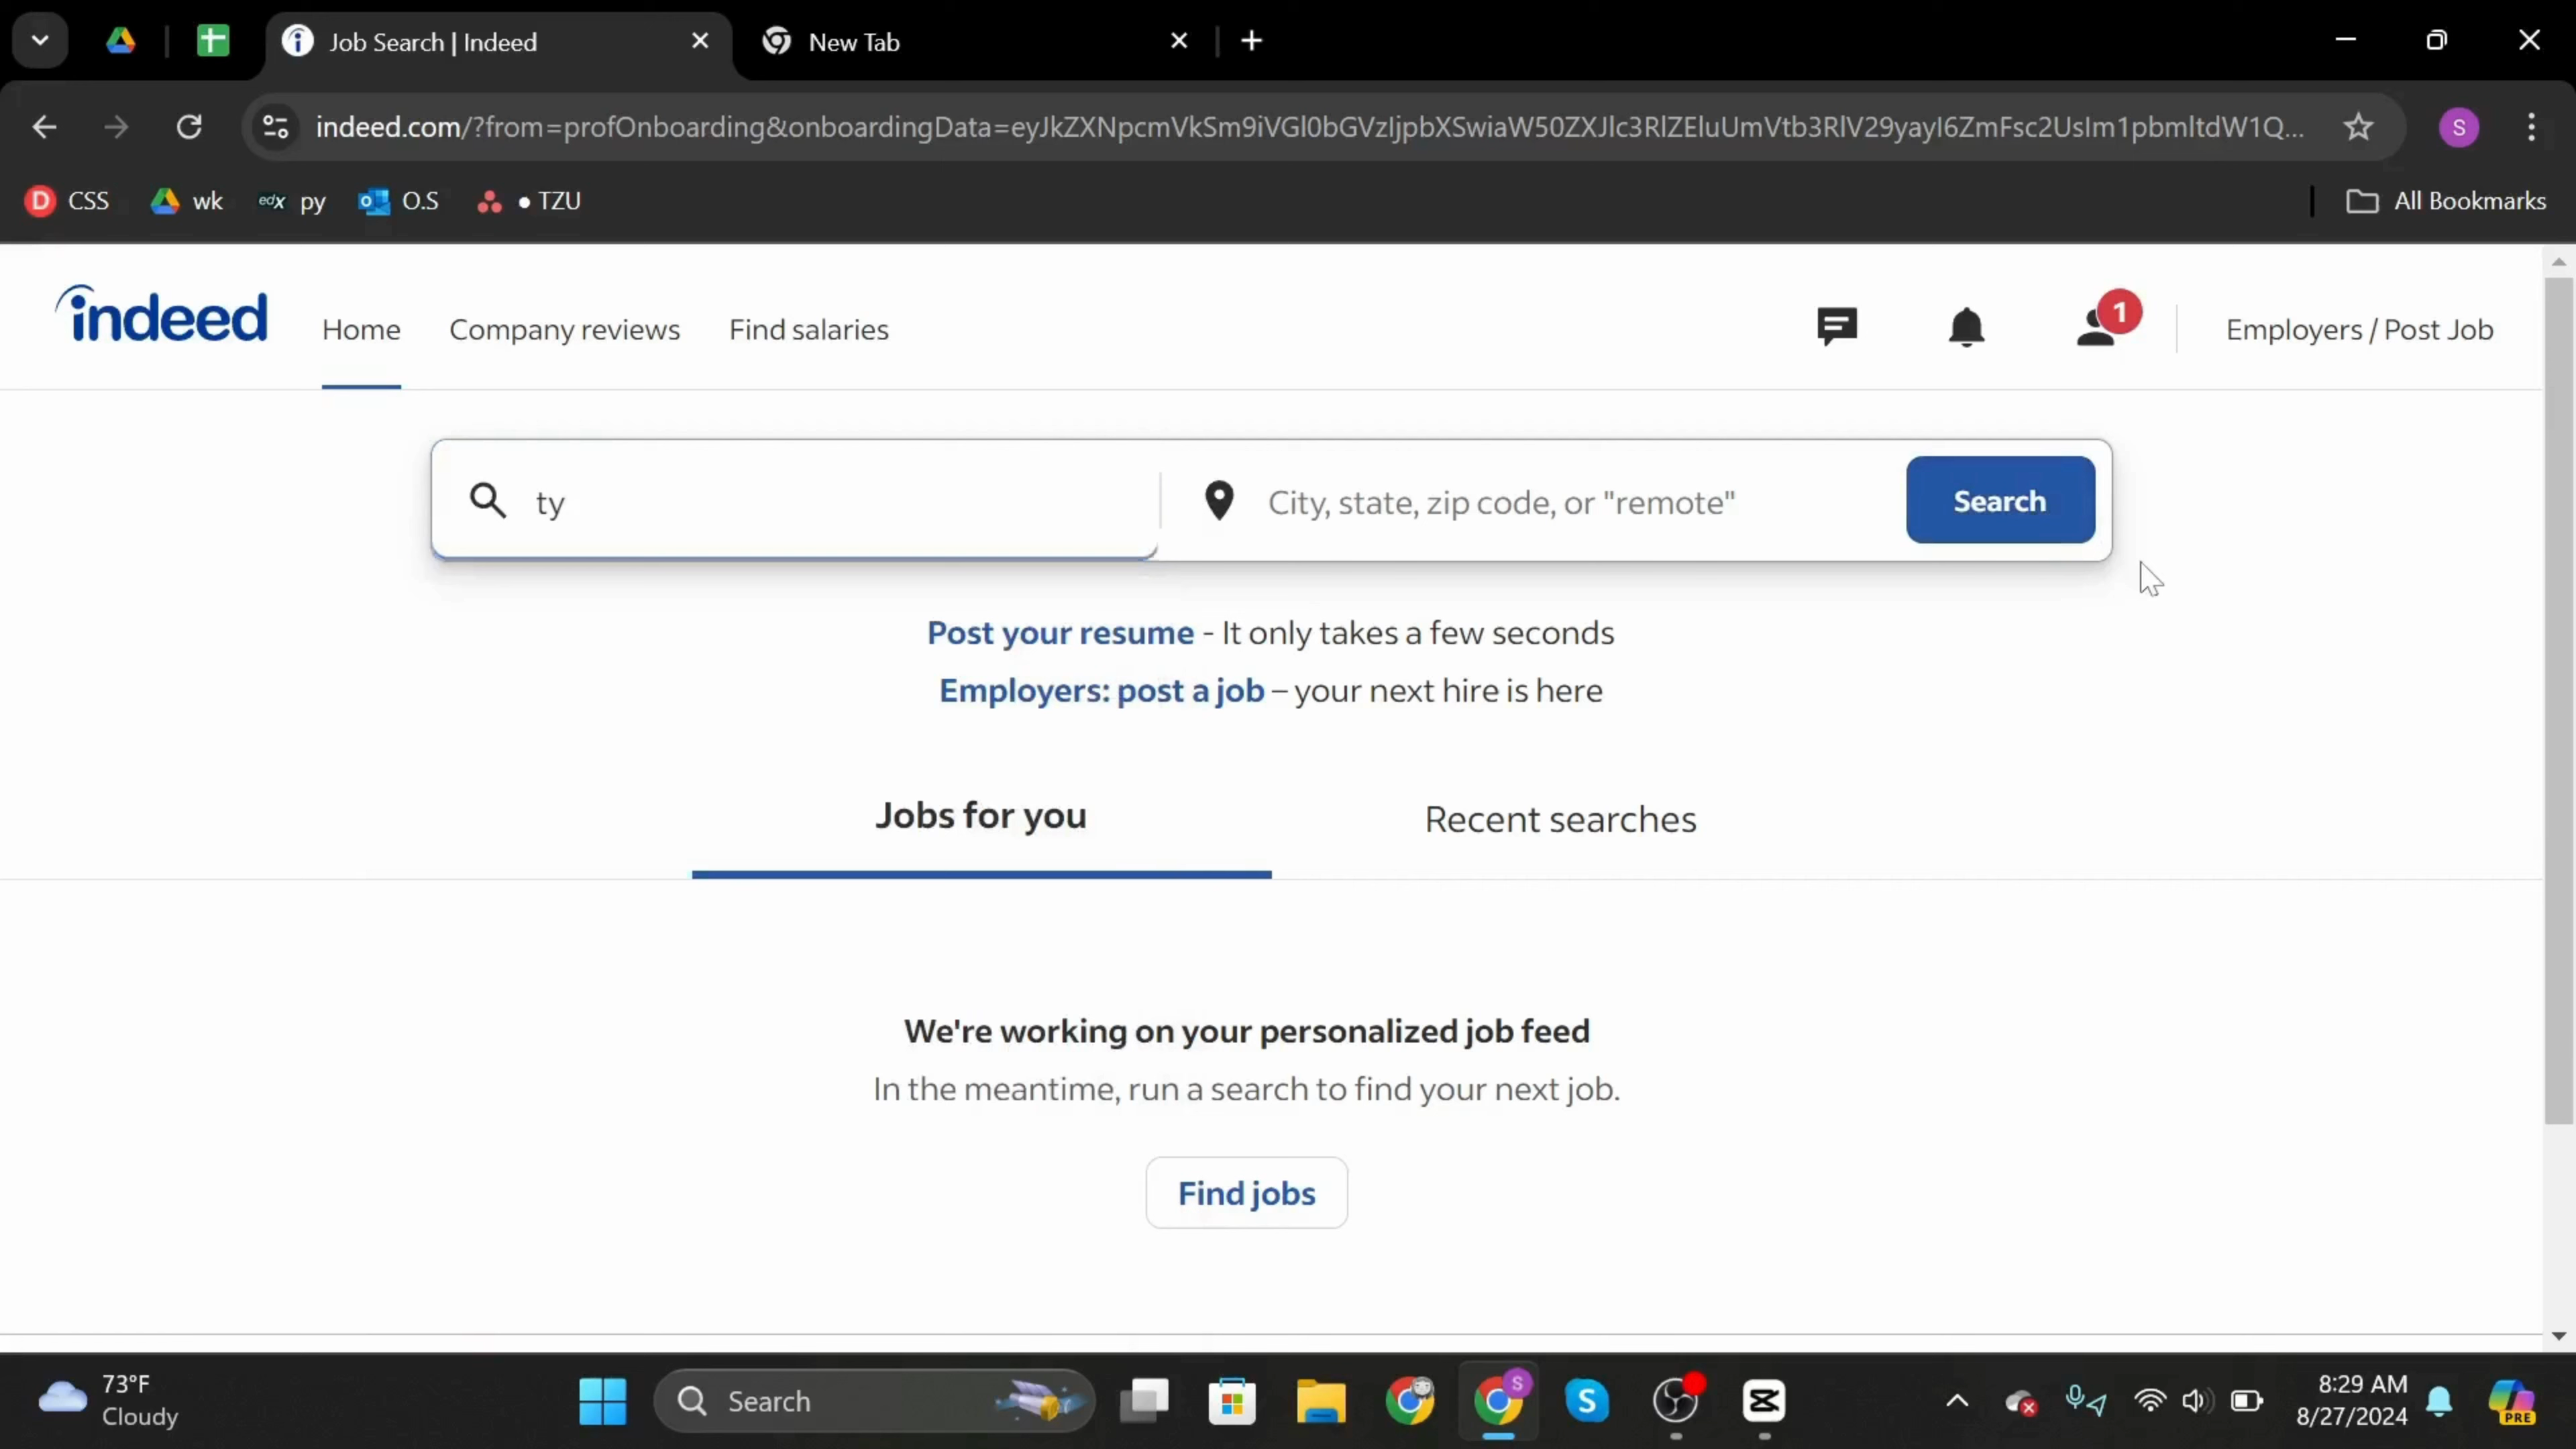 Job Search | Indeed
New Tab
indeed.com/?from=profOnboarding&onboardingData=eyJkZXNpcmVkSm9iVGl0bGVzIjpbXSwiaW50ZXJlc3RlZEluUmVtb3RlV29yayI6ZmFsc2UsIm1pbmltdW1Q...
S
D CSS
wk
edX py
O.S
• TZU
All Bookmarks
indeed
Home
Company reviews
Find salaries
1
Employers / Post Job
ty
City, state, zip code, or "remote"
Search
Post your resume - It only takes a few seconds
Employers: post a job – your next hire is here
Jobs for you
Recent searches
We're working on your personalized job feed
In the meantime, run a search to find your next job.
Find jobs
73°F
Cloudy
Search
S
S
8:29 AM
8/27/2024
PRE